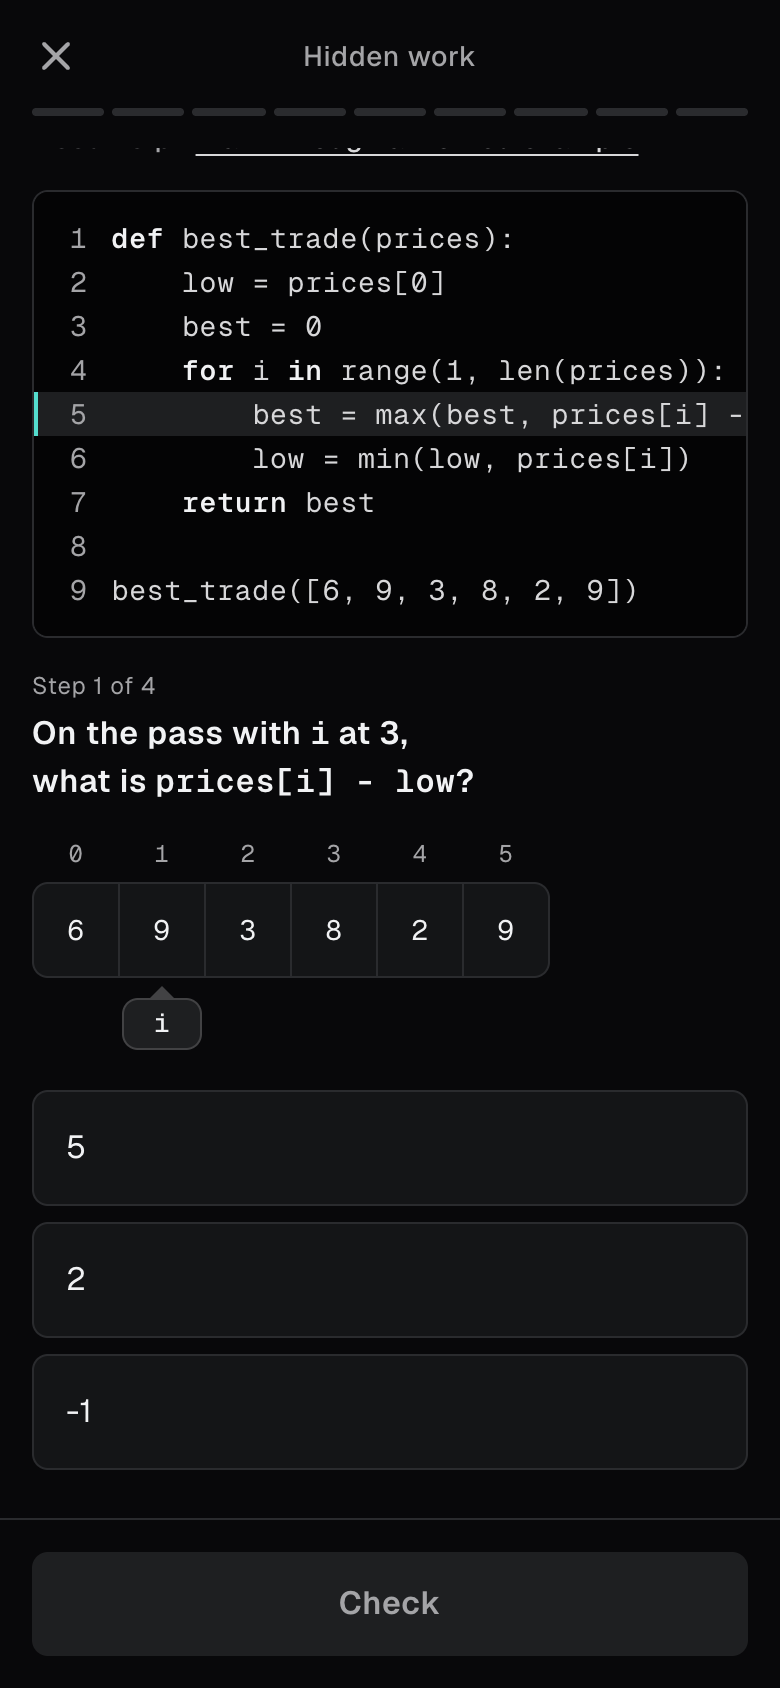 Hidden work
1 def best_trade(prices):
2 low = prices[0]
3 best = 0
4 for i in range(1, len(prices)):
5 best = max(best, prices[i] -
6 low = min(low, prices[i])
7 return best
8
9 best_trade([6, 9, 3, 8, 2, 9])
Step 1 of 4
On the pass with i at 3,
what is prices[i] - low?
0 1 2 3 4 5
6 9 3 8 2 9
i
5
2
-1
Check